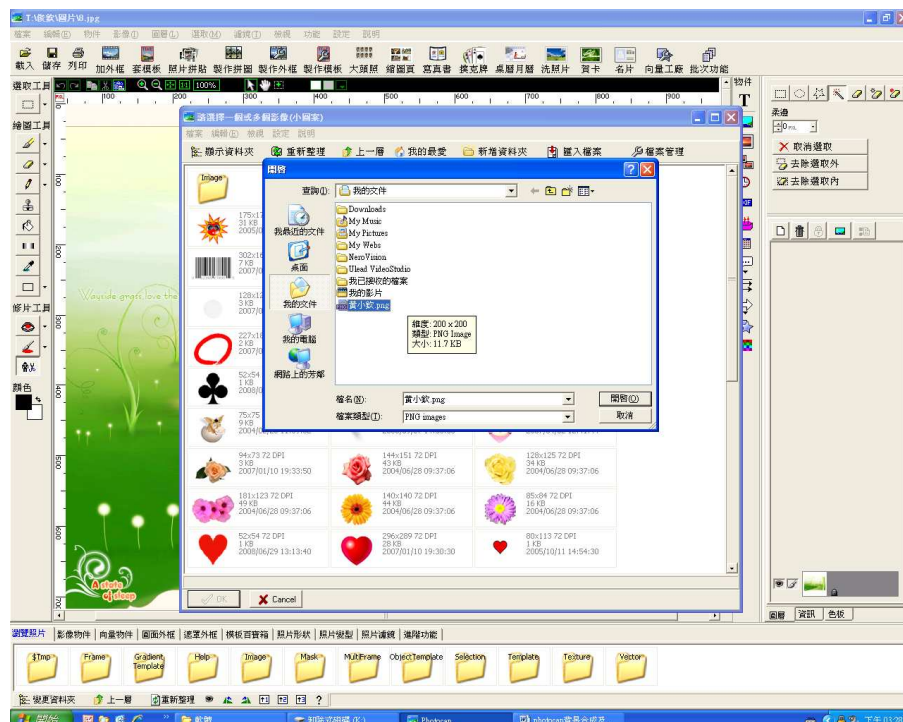 圖片\8.jpg
檔案 編輯(E) 物件 影像(I) 圖層(L) 選取(M) 濾鏡(T) 檢視 功能 設定 說明
載入 儲存 列印 加外框 套模板 照片拼貼 製作拼圖 製作外框 製作模板 大頭照 縮圖頁 寫真書 撲克牌 桌曆月曆 洗照片 賀卡 名片 向量工廠 批次功能
選取工具
100%
物件
繪圖工具
修片工具
顏色
柔邊
取消選取
去除選取外
去除選取內
請選擇一個或多個影像(小圖案)
檔案 編輯(E) 檢視 設定 說明
顯示資料夾 重新整理 上一層 我的最愛 新增資料夾 匯入檔案 檔案管理
Image
開啓
查詢(I): 我的文件
我最近的文件
桌面
我的文件
我的電腦
網路上的芳鄰
Downloads
My Music
My Pictures
My Webs
NeroVision
Ulead VideoStudio
我已接收的檔案
我的影片
黃小歆.png
維度: 200 x 200
類型: PNG Image
大小: 11.7 KB
檔名(N): 黃小歆.png 開啓(O)
檔案類型(T): PNG images 取消
94x73 72 DPI
3 KB
2007/01/10 19:33:50
144x151 72 DPI
43 KB
2004/06/28 09:37:06
128x125 72 DPI
34 KB
2004/06/28 09:37:06
181x123 72 DPI
49 KB
2004/06/28 09:37:06
140x140 72 DPI
44 KB
2004/06/28 09:37:06
85x84 72 DPI
16 KB
2004/06/28 09:37:06
52x54 72 DPI
1 KB
2008/06/29 13:13:40
296x289 72 DPI
28 KB
2007/01/10 19:30:30
80x113 72 DPI
1 KB
2005/10/11 14:54:30
OK Cancel
A state
of sleep
圖層 資訊 色板
瀏覽照片 影像物件 向量物件 圖面外框 遮罩外框 模板百寶箱 照片形狀 照片變型 照片濾鏡 進階功能
$Tmp Frame Gradient Template Help Image Mask MultiFrame ObjectTemplate Selection Template Texture Vector
變更資料夾 上一層 重新整理
開始 Photocap 下午 03:28